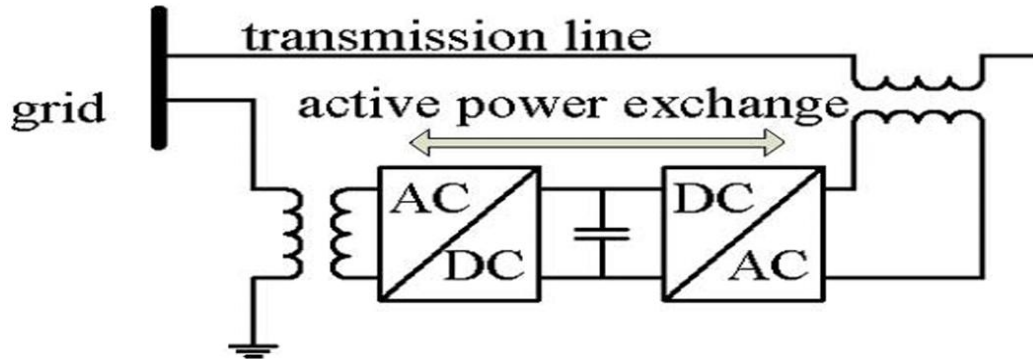 transmission line
grid
active power exchange
AC
DC
DC
AC